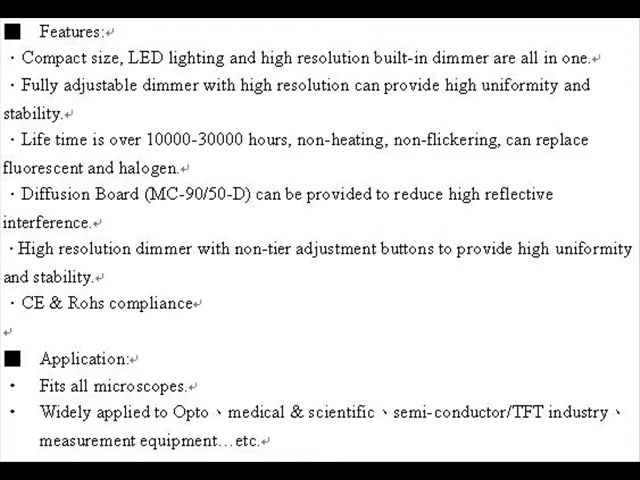 ■ Features:↵
・Compact size, LED lighting and high resolution built-in dimmer are all in one.↵
・Fully adjustable dimmer with high resolution can provide high uniformity and
stability.↵
・Life time is over 10000-30000 hours, non-heating, non-flickering, can replace
fluorescent and halogen.↵
・Diffusion Board (MC-90/50-D) can be provided to reduce high reflective
interference.↵
・High resolution dimmer with non-tier adjustment buttons to provide high uniformity
and stability.↵
・CE & Rohs compliance↵
↵
■ Application:↵
・ Fits all microscopes.↵
・ Widely applied to Opto、medical & scientific、semi-conductor/TFT industry、
measurement equipment…etc.↵